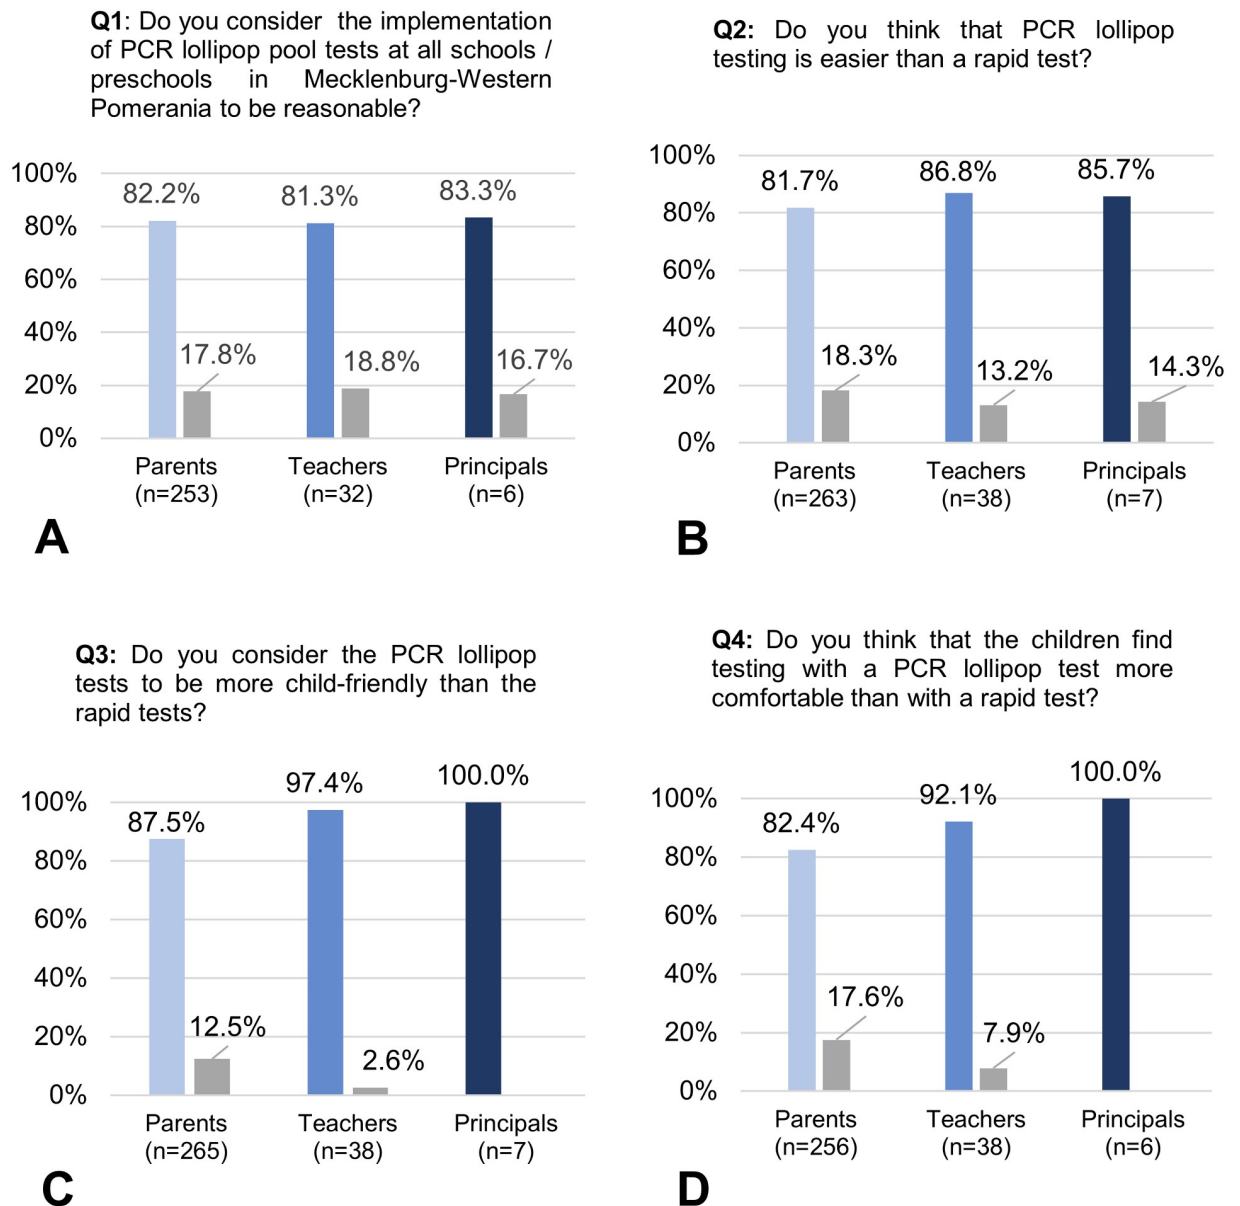 Q1: Do you consider the implementation
of PCR lollipop pool tests at all schools /
preschools in Mecklenburg-Western
Pomerania to be reasonable?
100%
80%
60%
40%
20%
0%
82.2%
81.3%
83.3%
17.8%
18.8%
16.7%
Parents
(n=253)
Teachers
(n=32)
Principals
(n=6)
A
Q2: Do you think that PCR lollipop
testing is easier than a rapid test?
100%
80%
60%
40%
20%
0%
81.7%
86.8%
85.7%
18.3%
13.2%
14.3%
Parents
(n=263)
Teachers
(n=38)
Principals
(n=7)
B
Q3: Do you consider the PCR lollipop
tests to be more child-friendly than the
rapid tests?
100%
80%
60%
40%
20%
0%
87.5%
97.4%
100.0%
12.5%
2.6%
Parents
(n=265)
Teachers
(n=38)
Principals
(n=7)
C
Q4: Do you think that the children find
testing with a PCR lollipop test more
comfortable than with a rapid test?
100%
80%
60%
40%
20%
0%
82.4%
92.1%
100.0%
17.6%
7.9%
Parents
(n=256)
Teachers
(n=38)
Principals
(n=6)
D